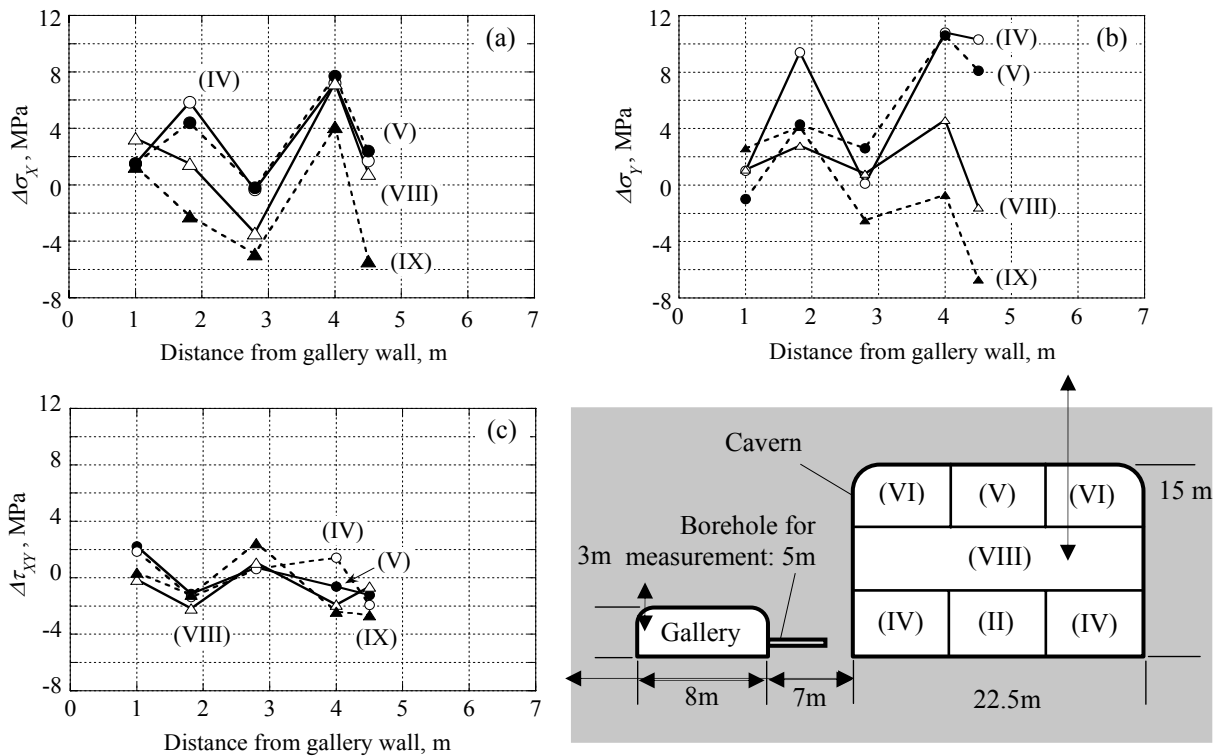 12
8
4
0
-4
-8
Δσ_X, MPa
(a)
(IV)
(V)
(VIII)
(IX)
0 1 2 3 4 5 6 7
Distance from gallery wall, m
12
8
4
0
-4
-8
Δσ_Y, MPa
(b)
(IV)
(V)
(VIII)
(IX)
0 1 2 3 4 5 6 7
Distance from gallery wall, m
12
8
4
0
-4
-8
Δτ_XY, MPa
(c)
(IV)
(V)
(VIII)
(IX)
0 1 2 3 4 5 6 7
Distance from gallery wall, m
Cavern
(VI) (V) (VI)
15 m
Borehole for
measurement: 5m
(VIII)
3m
(IV) (II) (IV)
Gallery
8m
7m
22.5m